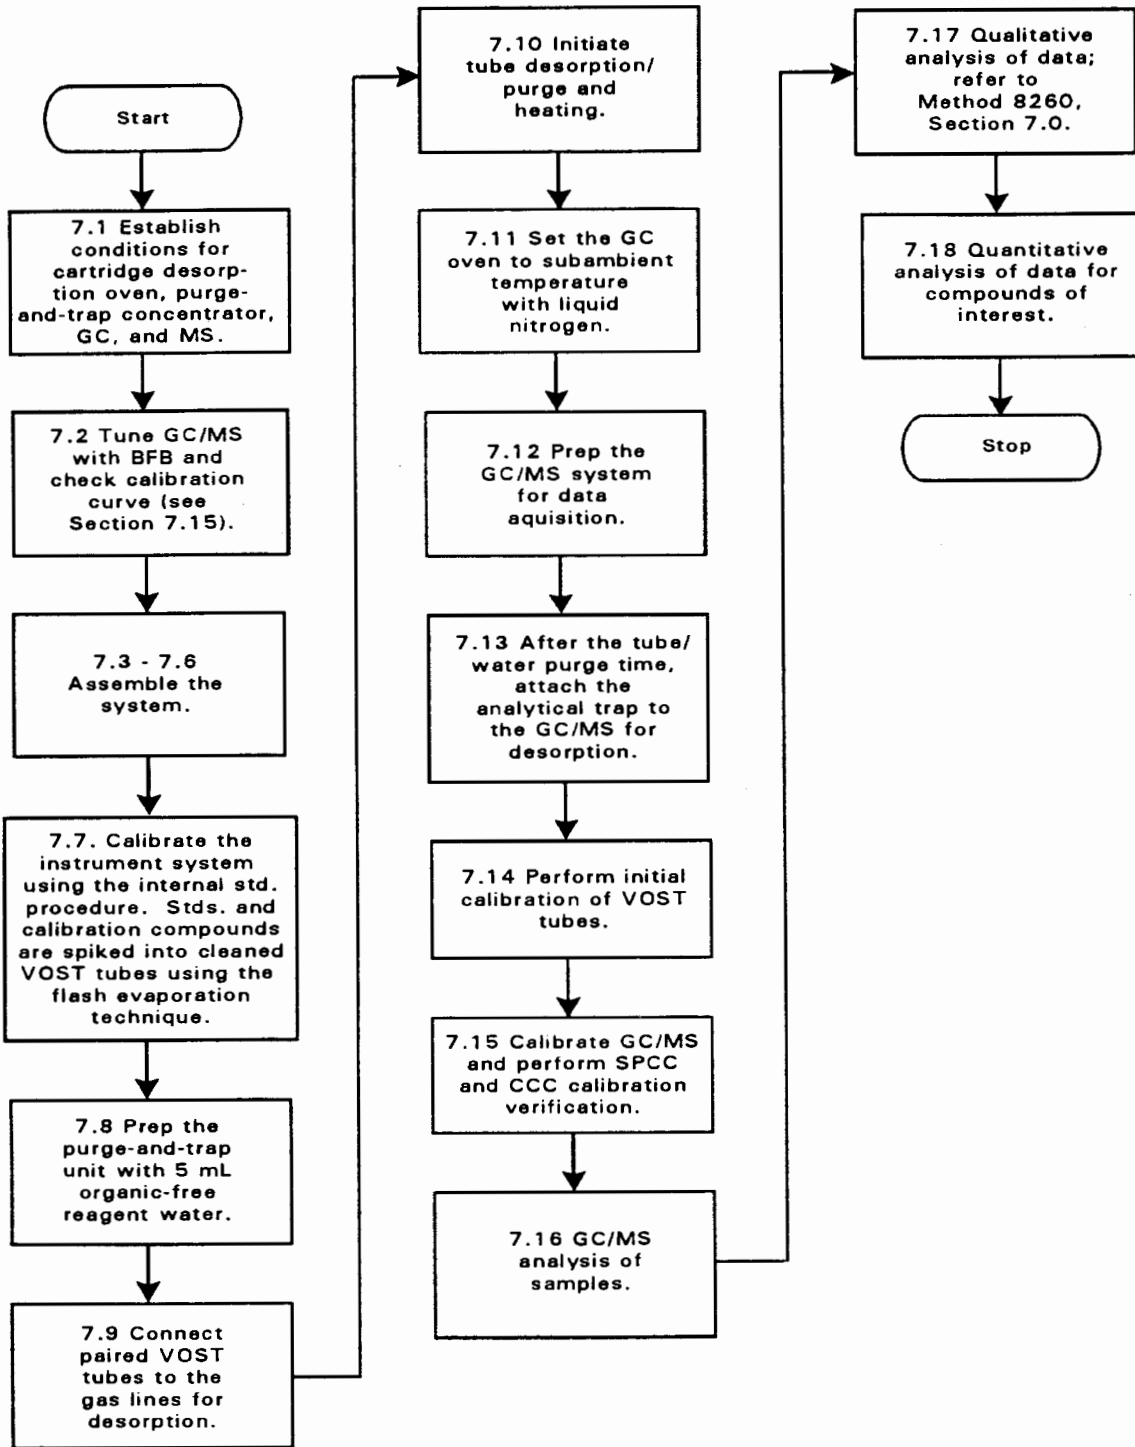 Start
7.1 Establish
conditions for
cartridge desorp-
tion oven, purge-
and-trap concentrator,
GC, and MS.
7.2 Tune GC/MS
with BFB and
check calibration
curve (see
Section 7.15).
7.3 - 7.6
Assemble the
system.
7.7. Calibrate the
instrument system
using the internal std.
procedure. Stds. and
calibration compounds
are spiked into cleaned
VOST tubes using the
flash evaporation
technique.
7.8 Prep the
purge-and-trap
unit with 5 mL
organic-free
reagent water.
7.9 Connect
paired VOST
tubes to the
gas lines for
desorption.
7.10 Initiate
tube desorption/
purge and
heating.
7.11 Set the GC
oven to subambient
temperature
with liquid
nitrogen.
7.12 Prep the
GC/MS system
for data
aquisition.
7.13 After the tube/
water purge time,
attach the
analytical trap to
the GC/MS for
desorption.
7.14 Perform initial
calibration of VOST
tubes.
7.15 Calibrate GC/MS
and perform SPCC
and CCC calibration
verification.
7.16 GC/MS
analysis of
samples.
7.17 Qualitative
analysis of data;
refer to
Method 8260,
Section 7.0.
7.18 Quantitative
analysis of data for
compounds of
interest.
Stop